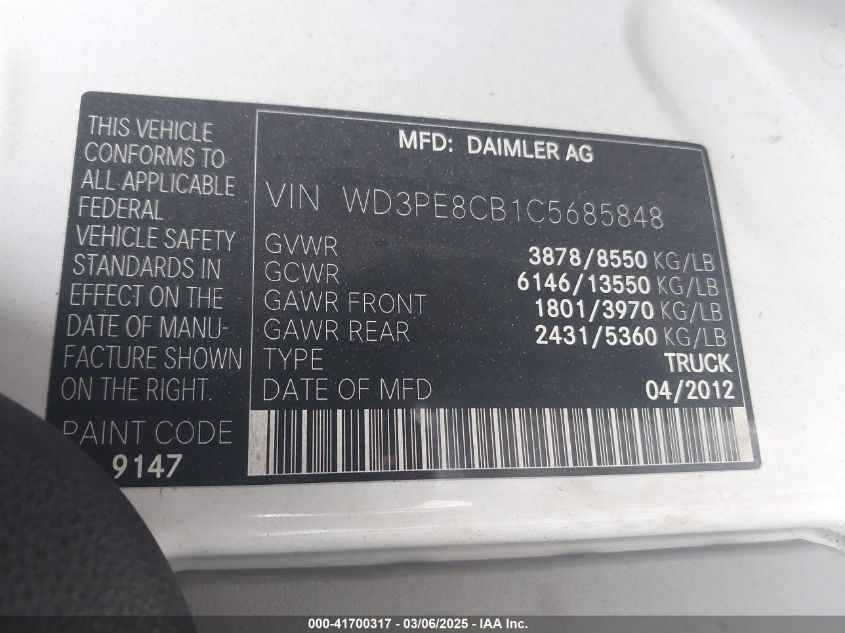 THIS VEHICLE
CONFORMS TO
ALL APPLICABLE
FEDERAL
VEHICLE SAFETY
STANDARDS IN
EFFECT ON THE
DATE OF MANU-
FACTURE SHOWN
ON THE RIGHT.
PAINT CODE
9147
MFD: DAIMLER AG
VIN WD3PE8CB1C5685848
GVWR 3878/8550 KG/LB
GCWR 6146/13550 KG/LB
GAWR FRONT 1801/3970 KG/LB
GAWR REAR 2431/5360 KG/LB
TYPE TRUCK
DATE OF MFD 04/2012
000-41700317 - 03/06/2025 - IAA Inc.